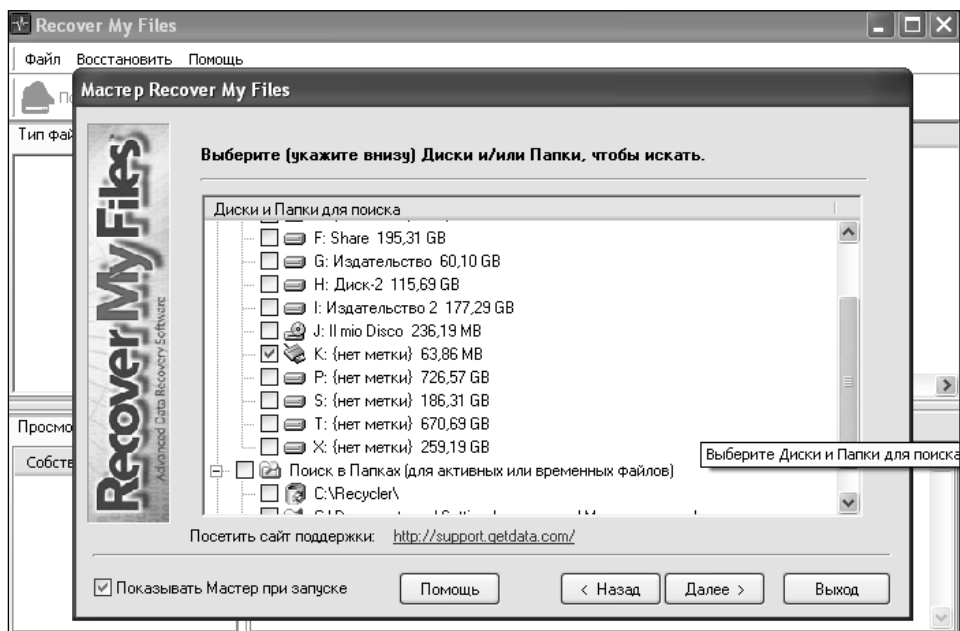 Recover My Files
Файл Восстановить Помощь
Мастер Recover My Files
Тип фай
Выберите (укажите внизу) Диски и/или Папки, чтобы искать.
Диски и Папки для поиска
F: Share 195,31 GB
G: Издательство 60,10 GB
H: Диск-2 115,69 GB
I: Издательство 2 177,29 GB
J: Il mio Disco 236,19 MB
K: {нет метки} 63,86 MB
P: {нет метки} 726,57 GB
S: {нет метки} 186,31 GB
T: {нет метки} 670,69 GB
X: {нет метки} 259,19 GB
Поиск в Папках (для активных или временных файлов)
C:\Recycler\
Recover My Files
Advanced Data Recovery Software
Просмо
Собств
Выберите Диски и Папки для поиска
Посетить сайт поддержки: http://support.getdata.com/
Показывать Мастер при запуске
Помощь
< Назад
Далее >
Выход